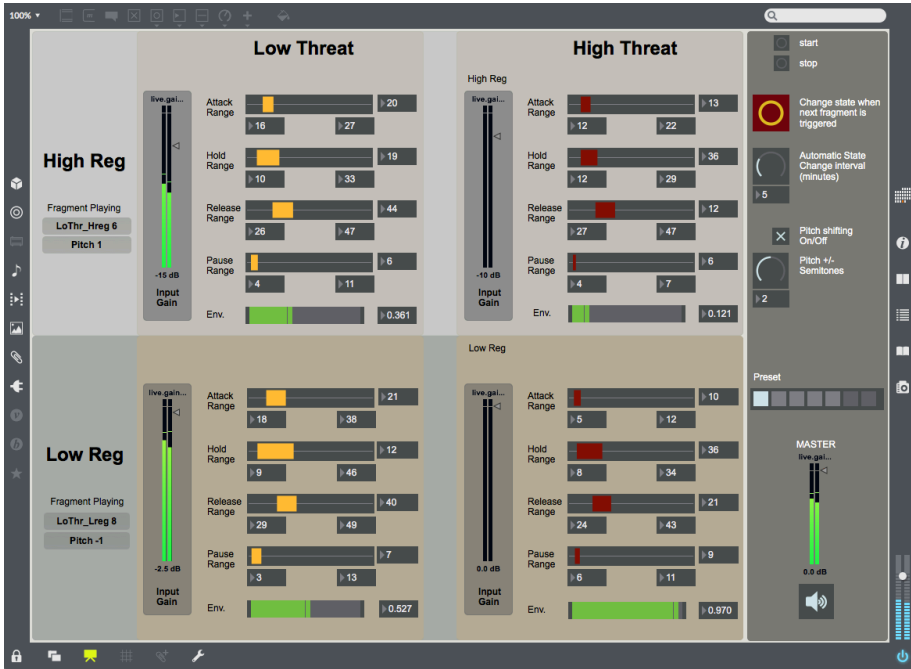 100%
Low Threat
High Threat
start
stop
High Reg
live.gai...
Attack
Range
20
16
27
live.gai...
Attack
Range
13
12
22
Change state when
next fragment is
triggered
High Reg
Hold
Range
19
10
33
Hold
Range
36
12
29
Automatic State
Change interval
(minutes)
5
Fragment Playing
LoThr_Hreg 6
Pitch 1
Release
Range
44
26
47
Release
Range
12
27
47
Pitch shifting
On/Off
Pitch +/-
Semitones
2
Pause
Range
6
4
11
Pause
Range
6
4
7
-15 dB
Input
Gain
-10 dB
Input
Gain
Env.
0.361
Env.
0.121
Low Reg
Preset
live.gain...
Attack
Range
21
18
38
live.gai...
Attack
Range
10
5
12
Low Reg
Hold
Range
12
9
46
Hold
Range
36
8
34
MASTER
live.gai...
Fragment Playing
LoThr_Lreg 8
Pitch -1
Release
Range
40
29
49
Release
Range
21
24
43
Pause
Range
7
3
13
Pause
Range
9
6
11
-2.5 dB
Input
Gain
0.0 dB
Input
Gain
0.0 dB
Env.
0.527
Env.
0.970